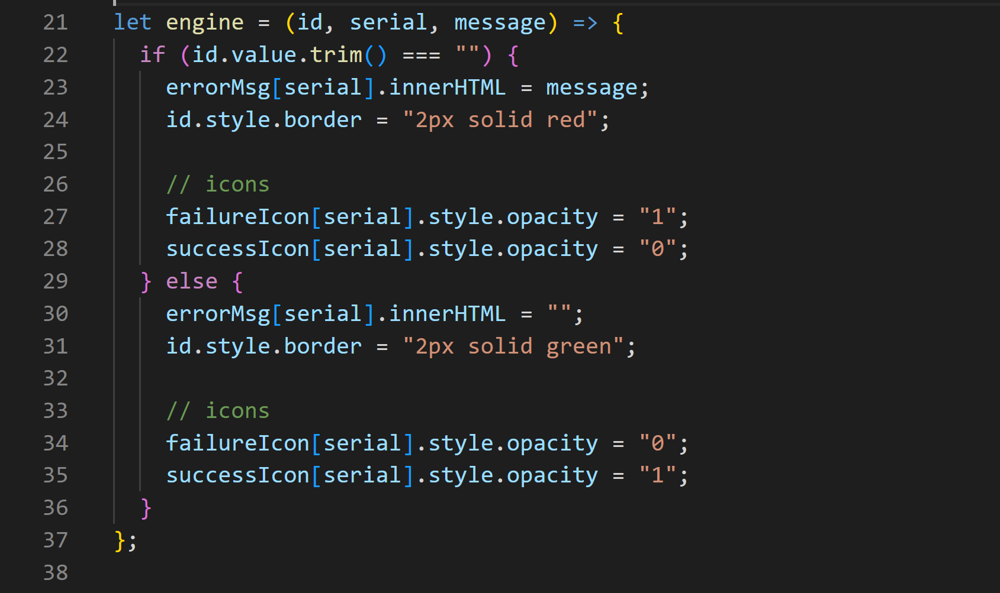 21 let engine = (id, serial, message) => {
22   if (id.value.trim() === "") {
23     errorMsg[serial].innerHTML = message;
24     id.style.border = "2px solid red";
25
26     // icons
27     failureIcon[serial].style.opacity = "1";
28     successIcon[serial].style.opacity = "0";
29   } else {
30     errorMsg[serial].innerHTML = "";
31     id.style.border = "2px solid green";
32
33     // icons
34     failureIcon[serial].style.opacity = "0";
35     successIcon[serial].style.opacity = "1";
36   }
37 };
38